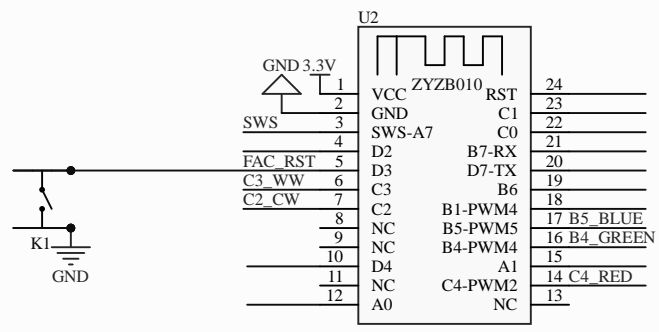 U2
GND 3.3V
ZYZB010
1 VCC RST 24
2 GND C1 23
SWS 3 SWS-A7 C0 22
4 D2 B7-RX 21
FAC_RST 5 D3 D7-TX 20
C3_WW 6 C3 B6 19
C2_CW 7 C2 B1-PWM4 18
8 NC B5-PWM5 17 B5_BLUE
9 NC B4-PWM4 16 B4_GREEN
10 D4 A1 15
11 NC C4-PWM2 14 C4_RED
12 A0 NC 13
K1
GND